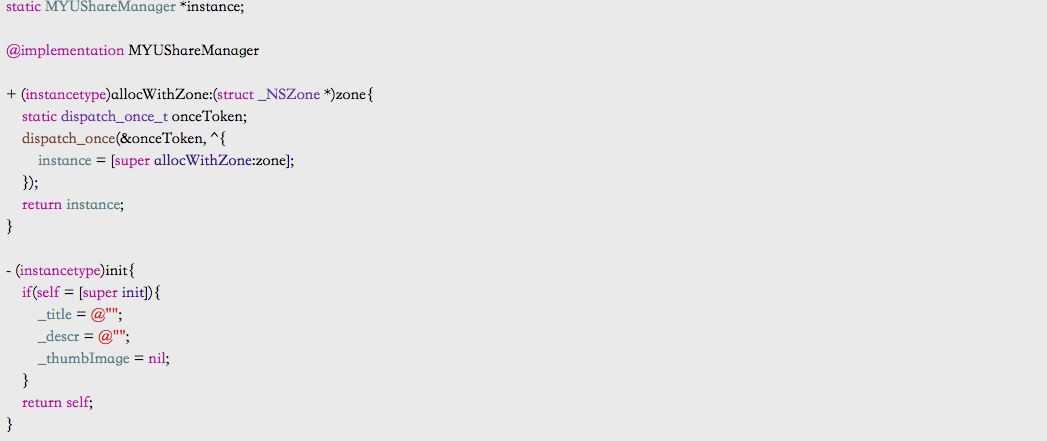 static MYUShareManager *instance;
@implementation MYUShareManager
+ (instancetype)allocWithZone:(struct _NSZone *)zone{
static dispatch_once_t onceToken;
dispatch_once(&onceToken, ^{
instance = [super allocWithZone:zone];
});
return instance;
}
- (instancetype)init{
if(self = [super init]){
_title = @"";
_descr = @"";
_thumbImage = nil;
}
return self;
}